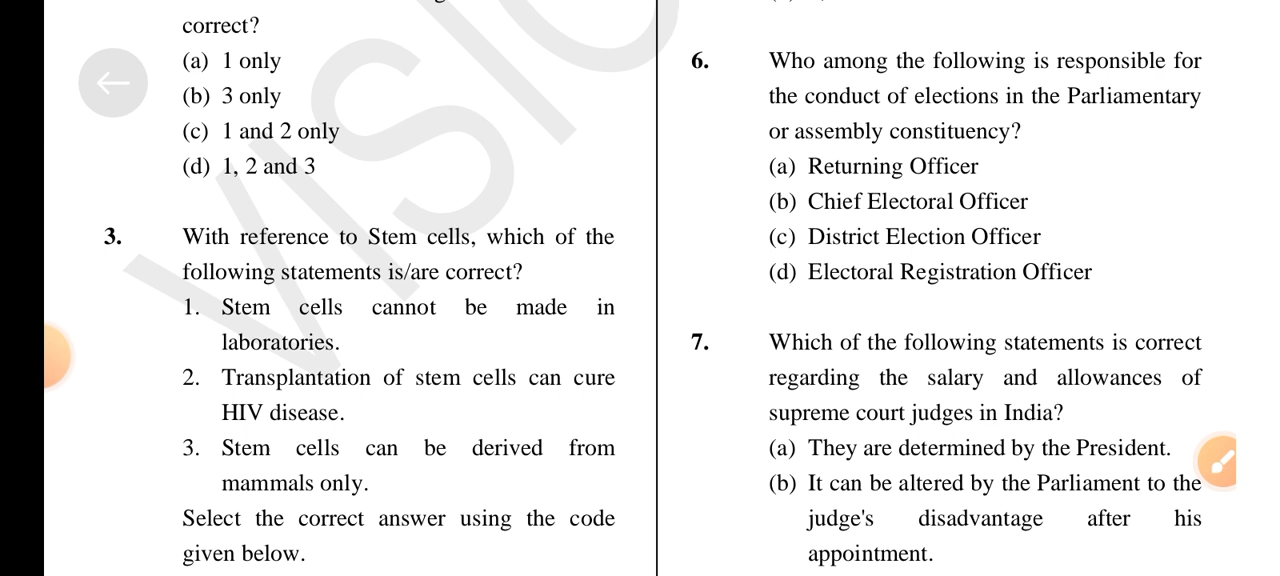 correct?
(a) 1 only
(b) 3 only
(c) 1 and 2 only
(d) 1, 2 and 3
3. With reference to Stem cells, which of the
following statements is/are correct?
1. Stem cells cannot be made in
laboratories.
2. Transplantation of stem cells can cure
HIV disease.
3. Stem cells can be derived from
mammals only.
Select the correct answer using the code
given below.
6. Who among the following is responsible for
the conduct of elections in the Parliamentary
or assembly constituency?
(a) Returning Officer
(b) Chief Electoral Officer
(c) District Election Officer
(d) Electoral Registration Officer
7. Which of the following statements is correct
regarding the salary and allowances of
supreme court judges in India?
(a) They are determined by the President.
(b) It can be altered by the Parliament to the
judge's disadvantage after his
appointment.
VISIO